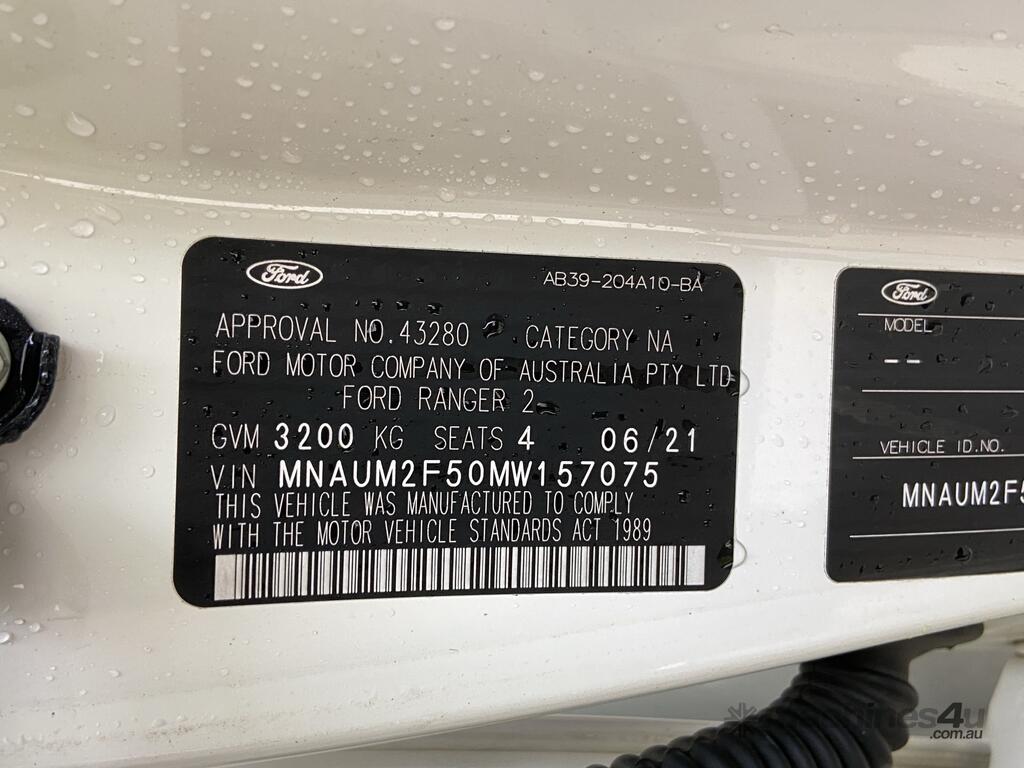 Ford
AB39-204A10-BA
APPROVAL NO.43280 CATEGORY NA
FORD MOTOR COMPANY OF AUSTRALIA PTY LTD
FORD RANGER 2
GVM 3200 KG SEATS 4 06/21
VIN MNAUM2F50MW157075
THIS VEHICLE WAS MANUFACTURED TO COMPLY
WITH THE MOTOR VEHICLE STANDARDS ACT 1989
Ford
MODEL
--
VEHICLE ID.NO.
MNAUM2F5
machines4u
.com.au